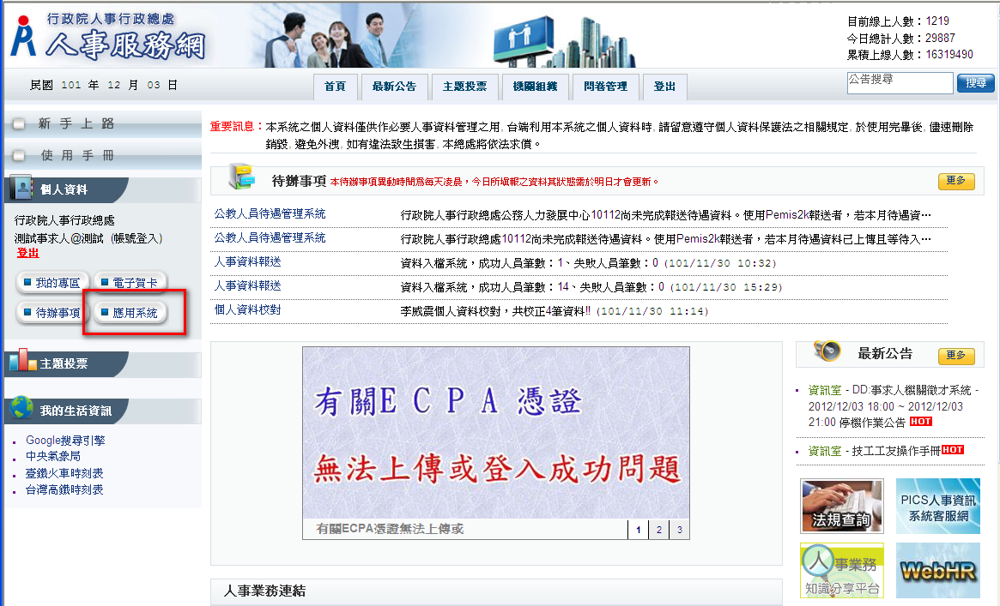 行政院人事行政總處
人事服務網
目前線上人數：1219
今日總計人數：29887
累積上線人數：16319490
民國 101 年 12 月 03 日
首頁 最新公告 主題投票 機關組織 問卷管理 登出
公告搜尋 搜尋
新手上路
使用手冊
個人資料
行政院人事行政總處
測試事求人@測試 (帳號登入)
登出
我的專區 電子賀卡
待辦事項 應用系統
主題投票
我的生活資訊
Google搜尋引擎
中央氣象局
臺鐵火車時刻表
台灣高鐵時刻表
重要訊息：本系統之個人資料僅供作必要人事資料管理之用, 台端利用本系統之個人資料時, 請留意遵守個人資料保護法之相關規定, 於使用完畢後, 儘速刪除
銷毀, 避免外洩, 如有違法致生損害, 本總處將依法求償。
待辦事項 本待辦事項異動時間為每天凌晨，今日所填報之資料其狀態需於明日才會更新。 更多
公教人員待遇管理系統 行政院人事行政總處公務人力發展中心10112尚未完成報送待遇資料。使用Pemis2k報送者，若本月待遇資…
公教人員待遇管理系統 行政院人事行政總處10112尚未完成報送待遇資料。使用Pemis2k報送者，若本月待遇資料已上傳且等待入…
人事資料報送 資料入檔系統，成功人員筆數：1、失敗人員筆數：0 (101/11/30 10:32)
人事資料報送 資料入檔系統，成功人員筆數：14、失敗人員筆數：0 (101/11/30 15:29)
個人資料校對 李威震個人資料校對，共校正4筆資料!! (101/11/30 11:14)
有關ＥＣＰＡ 憑證
無法上傳或登入成功問題
有關ECPA憑證無法上傳或
1 2 3
人事業務連結
最新公告 更多
資訊室 - DD:事求人機關徵才系統 -
2012/12/03 18:00 ~ 2012/12/03
21:00 停機作業公告 HOT
資訊室 - 技工工友操作手冊 HOT
法規查詢
PICS人事資訊
系統客服網
人事業務
知識分享平台
WebHR